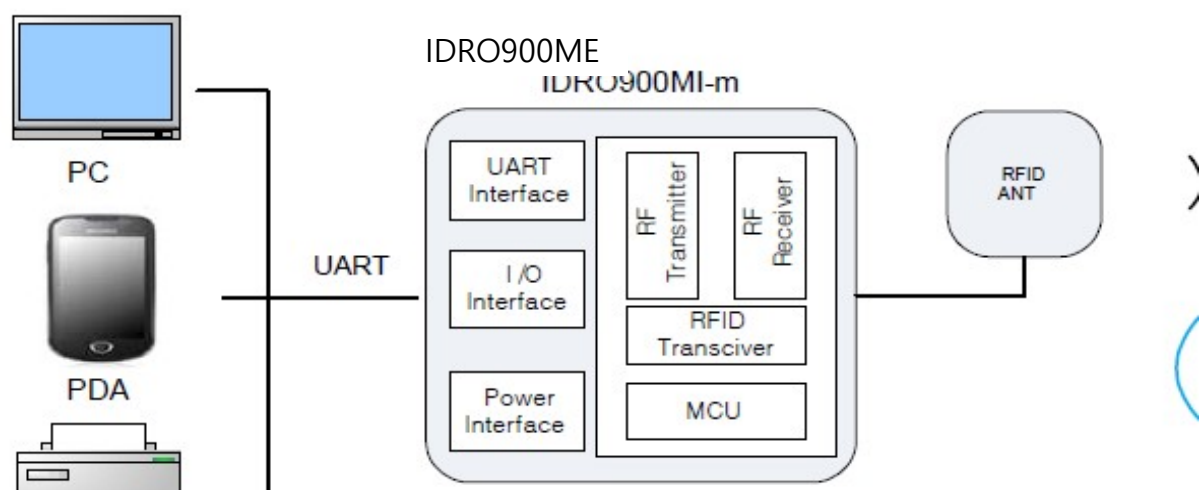 IDRO900ME
IDRO900MI-m
PC
PDA
UART
UART
Interface
I/O
Interface
Power
Interface
RF
Transmitter
RF
Receiver
RFID
Transciver
MCU
RFID
ANT